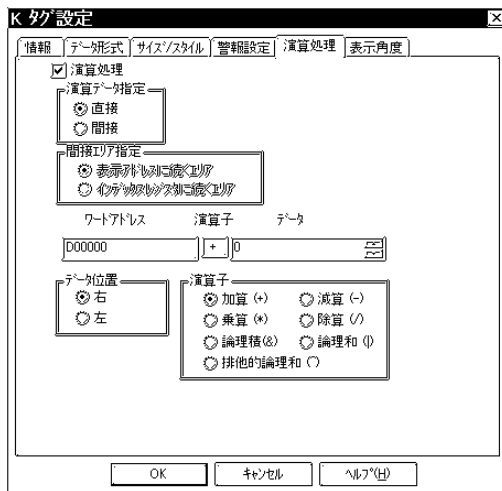 K タグ設定
情報 データ形式 サイズ/スタイル 警報設定 演算処理 表示角度
演算処理
演算データ指定
直接
間接
間接エリア指定
表示アドレスに続くエリア
インデックスレジスタに続くエリア
ワードアドレス 演算子 データ
D00000 + 0
データ位置
右
左
演算子
加算 (+) 減算 (-)
乗算 (*) 除算 (/)
論理積(&) 論理和 (|)
排他的論理和 (^)
OK キャンセル ヘルプ(H)